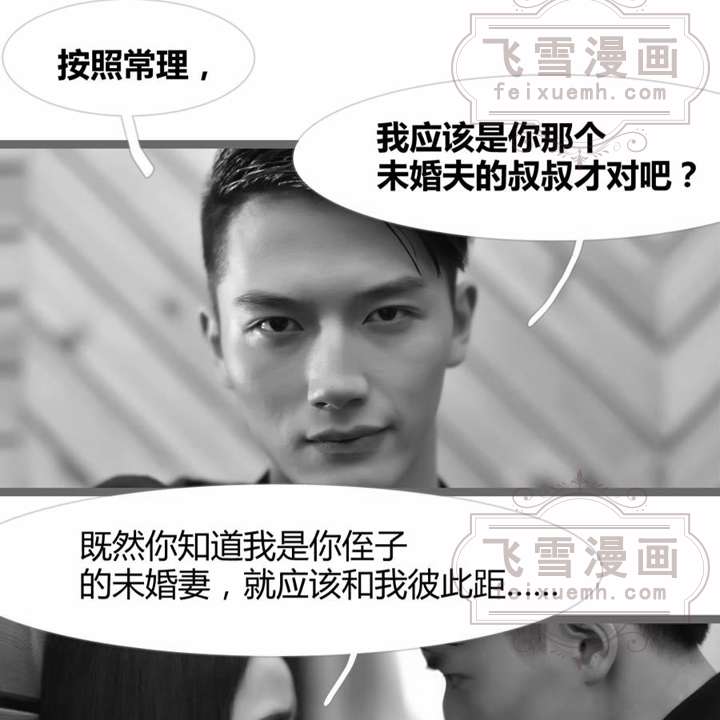 飞雪漫画
feixuemh.com
按照常理，
我应该是你那个
未婚夫的叔叔才对吧？
飞雪漫画
feixuemh.com
既然你知道我是你侄子
的未婚妻，就应该和我彼此距……